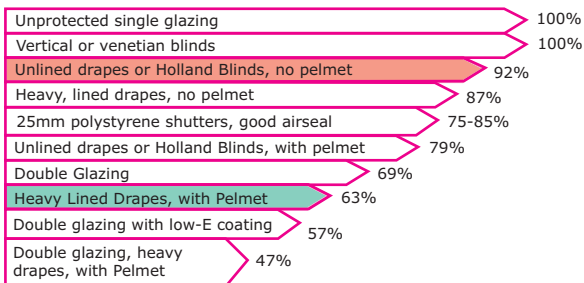 Unprotected single glazing 100%
Vertical or venetian blinds 100%
Unlined drapes or Holland Blinds, no pelmet 92%
Heavy, lined drapes, no pelmet 87%
25mm polystyrene shutters, good airseal 75-85%
Unlined drapes or Holland Blinds, with pelmet 79%
Double Glazing 69%
Heavy Lined Drapes, with Pelmet 63%
Double glazing with low-E coating 57%
Double glazing, heavy
drapes, with Pelmet 47%